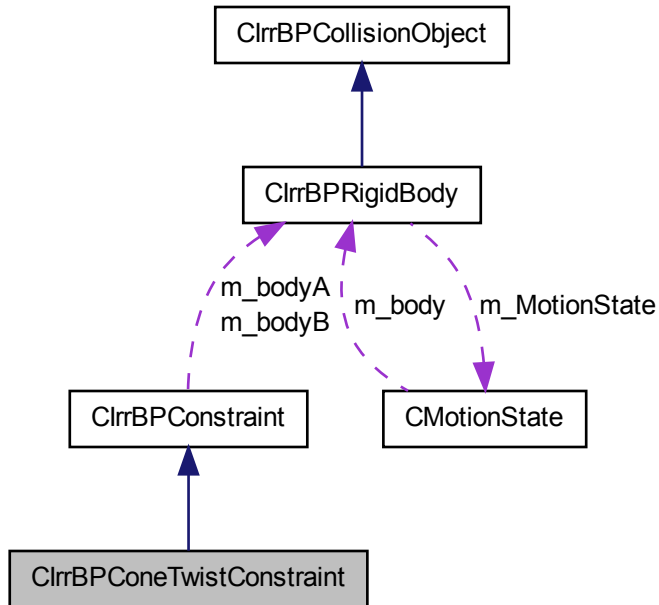 CIrrBPCollisionObject
CIrrBPRigidBody
m_bodyA
m_bodyB
m_body
m_MotionState
CIrrBPConstraint
CMotionState
CIrrBPConeTwistConstraint